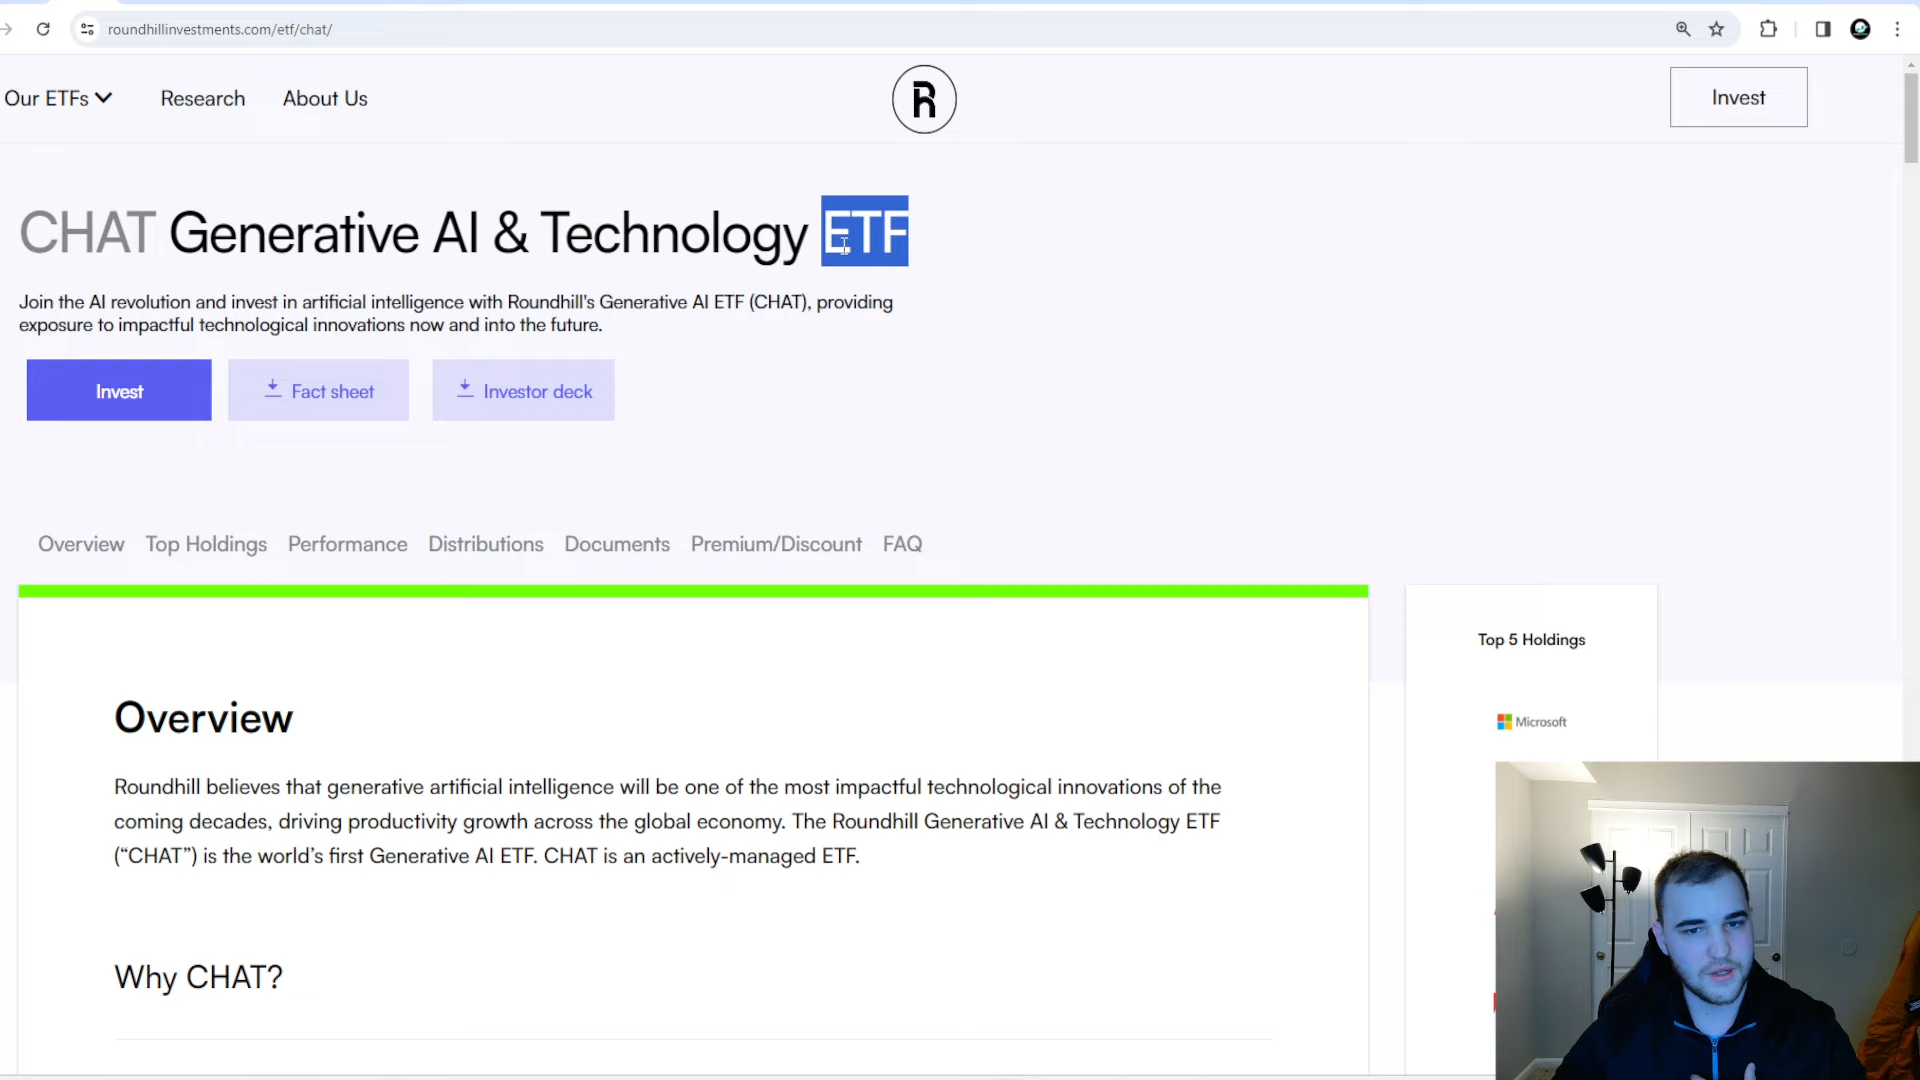 roundhillinvestments.com/etf/chat/
Our ETFs Research About Us
Invest
CHAT Generative AI & Technology ETF
Join the AI revolution and invest in artificial intelligence with Roundhill's Generative AI ETF (CHAT), providing
exposure to impactful technological innovations now and into the future.
Invest Fact sheet Investor deck
Overview Top Holdings Performance Distributions Documents Premium/Discount FAQ
Overview
Roundhill believes that generative artificial intelligence will be one of the most impactful technological innovations of the
coming decades, driving productivity growth across the global economy. The Roundhill Generative AI & Technology ETF
(“CHAT”) is the world’s first Generative AI ETF. CHAT is an actively-managed ETF.
Why CHAT?
Top 5 Holdings
Microsoft